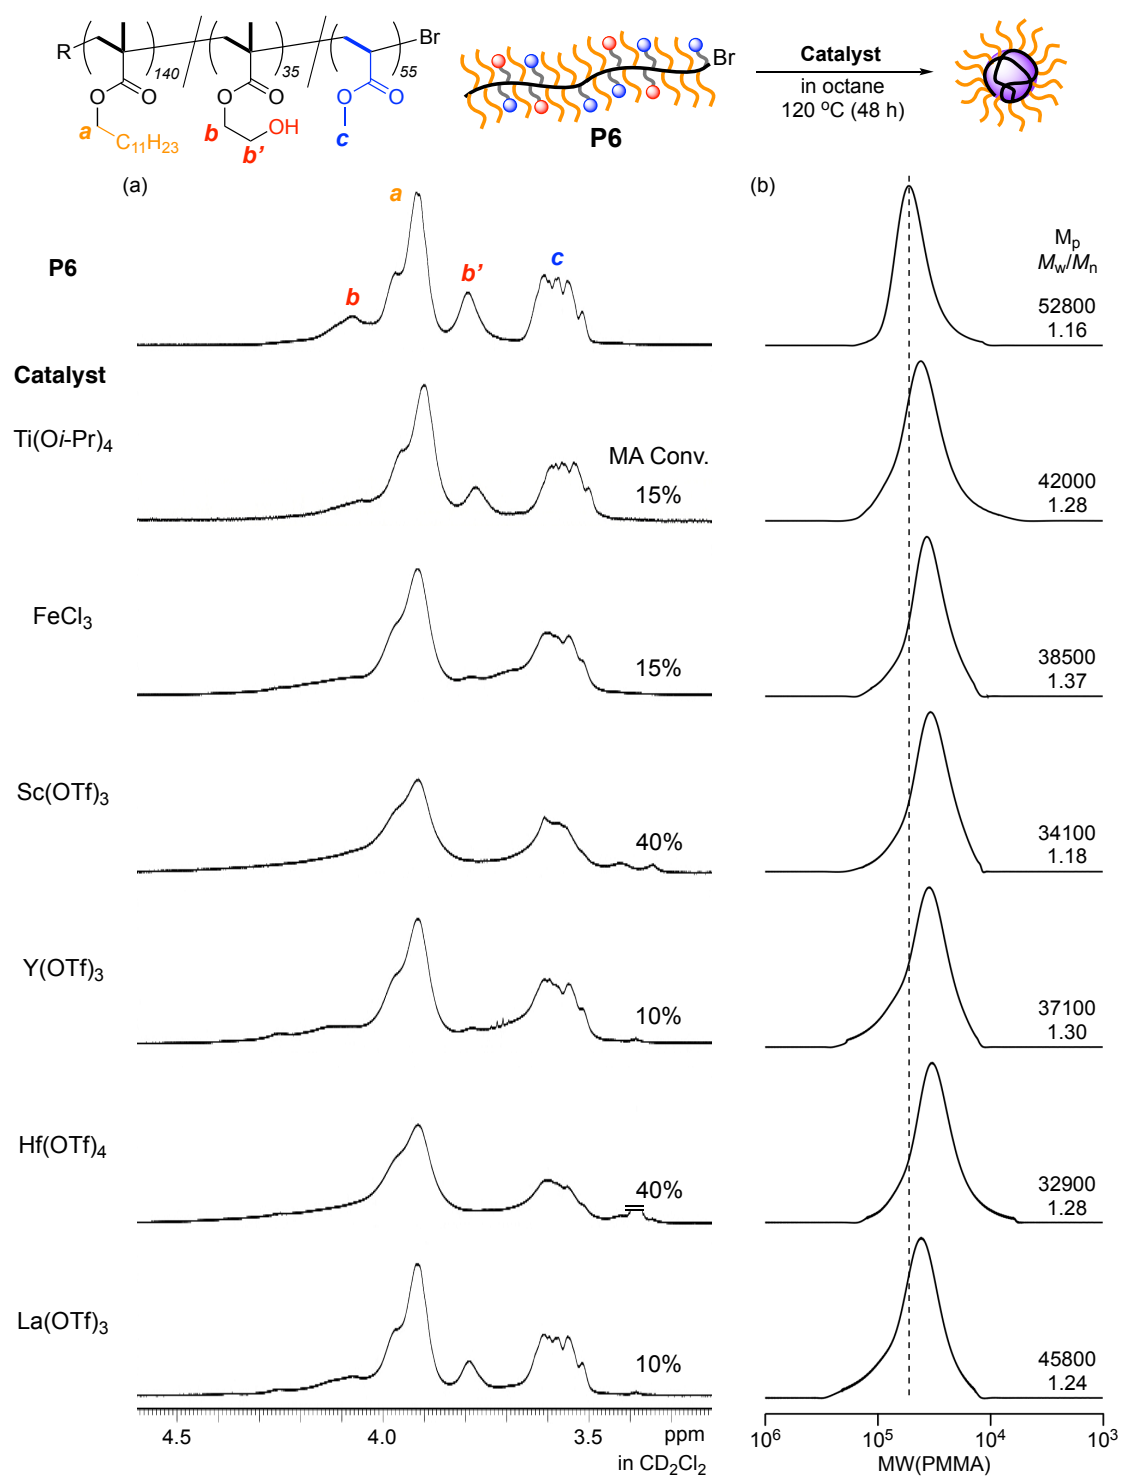 R
140
35
55
Br
O O
O O
O O
a C11H23
b b' OH
c
Br
P6
Catalyst
in octane
120 °C (48 h)
(a)
(b)
P6
a
b
b'
c
Mp
Mw/Mn
52800
1.16
Catalyst
Ti(Oi-Pr)4
MA Conv.
15%
42000
1.28
FeCl3
15%
38500
1.37
Sc(OTf)3
40%
34100
1.18
Y(OTf)3
10%
37100
1.30
Hf(OTf)4
40%
32900
1.28
La(OTf)3
10%
45800
1.24
4.5 4.0 3.5 ppm
in CD2Cl2
10^6 10^5 10^4 10^3
MW(PMMA)